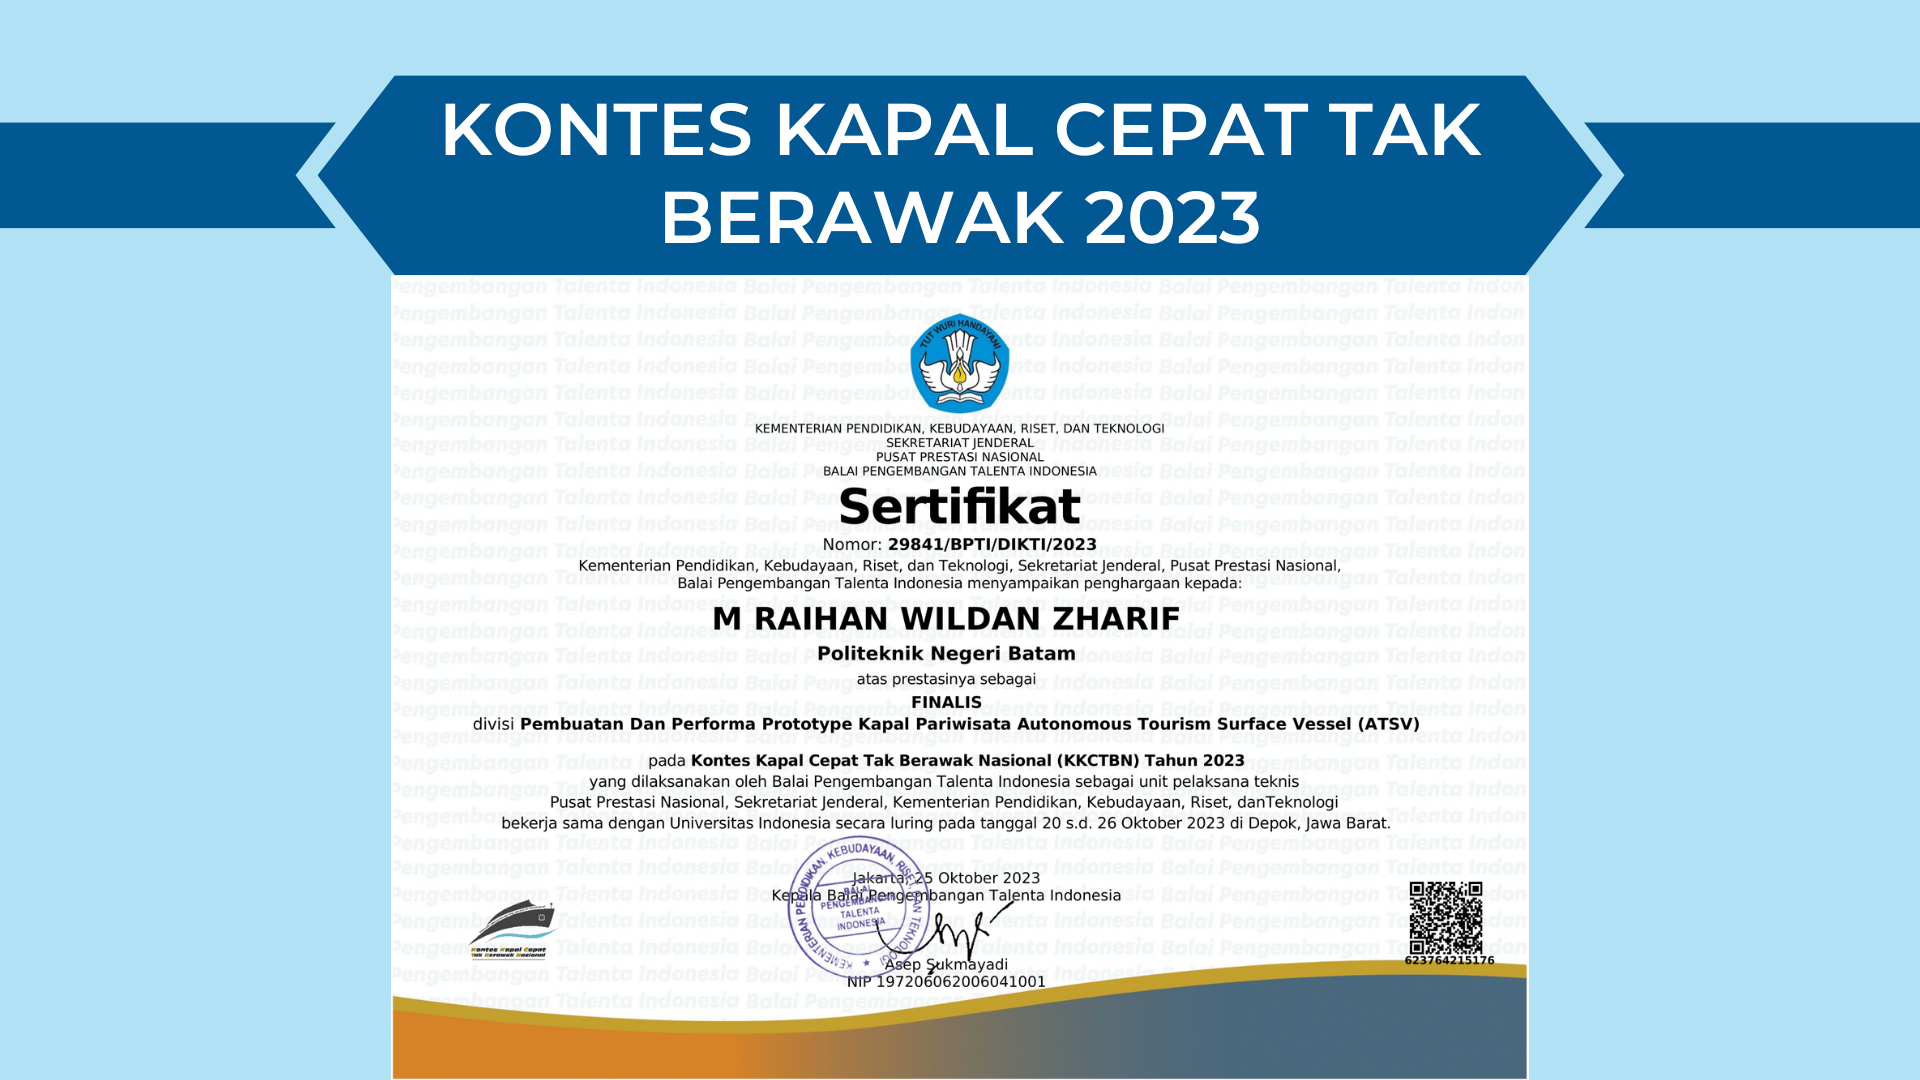 KONTES KAPAL CEPAT TAK
BERAWAK 2023
TUT WURI HANDAYANI
KEMENTERIAN PENDIDIKAN, KEBUDAYAAN, RISET, DAN TEKNOLOGI
SEKRETARIAT JENDERAL
PUSAT PRESTASI NASIONAL
BALAI PENGEMBANGAN TALENTA INDONESIA
Sertifikat
Nomor: 29841/BPTI/DIKTI/2023
Kementerian Pendidikan, Kebudayaan, Riset, dan Teknologi, Sekretariat Jenderal, Pusat Prestasi Nasional,
Balai Pengembangan Talenta Indonesia menyampaikan penghargaan kepada:
M RAIHAN WILDAN ZHARIF
Politeknik Negeri Batam
atas prestasinya sebagai
FINALIS
divisi Pembuatan Dan Performa Prototype Kapal Pariwisata Autonomous Tourism Surface Vessel (ATSV)
pada Kontes Kapal Cepat Tak Berawak Nasional (KKCTBN) Tahun 2023
yang dilaksanakan oleh Balai Pengembangan Talenta Indonesia sebagai unit pelaksana teknis
Pusat Prestasi Nasional, Sekretariat Jenderal, Kementerian Pendidikan, Kebudayaan, Riset, danTeknologi
bekerja sama dengan Universitas Indonesia secara luring pada tanggal 20 s.d. 26 Oktober 2023 di Depok, Jawa Barat.
Jakarta, 25 Oktober 2023
Kepala Balai Pengembangan Talenta Indonesia
KEMENTERIAN PENDIDIKAN, KEBUDAYAAN, RISET, DAN TEKNOLOGI
BALAI
PENGEMBANGAN
TALENTA
INDONESIA
Asep Sukmayadi
NIP 197206062006041001
Kontes Kapal Cepat
Tak Berawak Nasional
623764215176